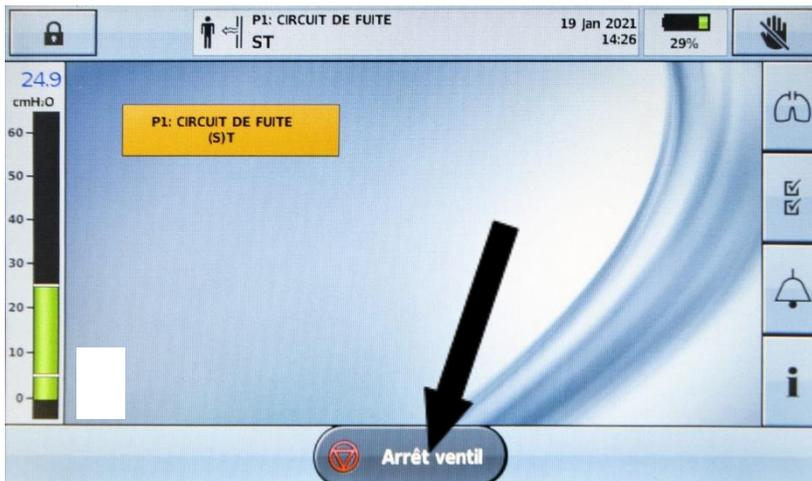 P1: CIRCUIT DE FUITE
ST
19 Jan 2021
14:26
29%
24.9
cmH₂O
60
50
40
30
20
10
0
P1: CIRCUIT DE FUITE
(S)T
i
Arrêt ventil